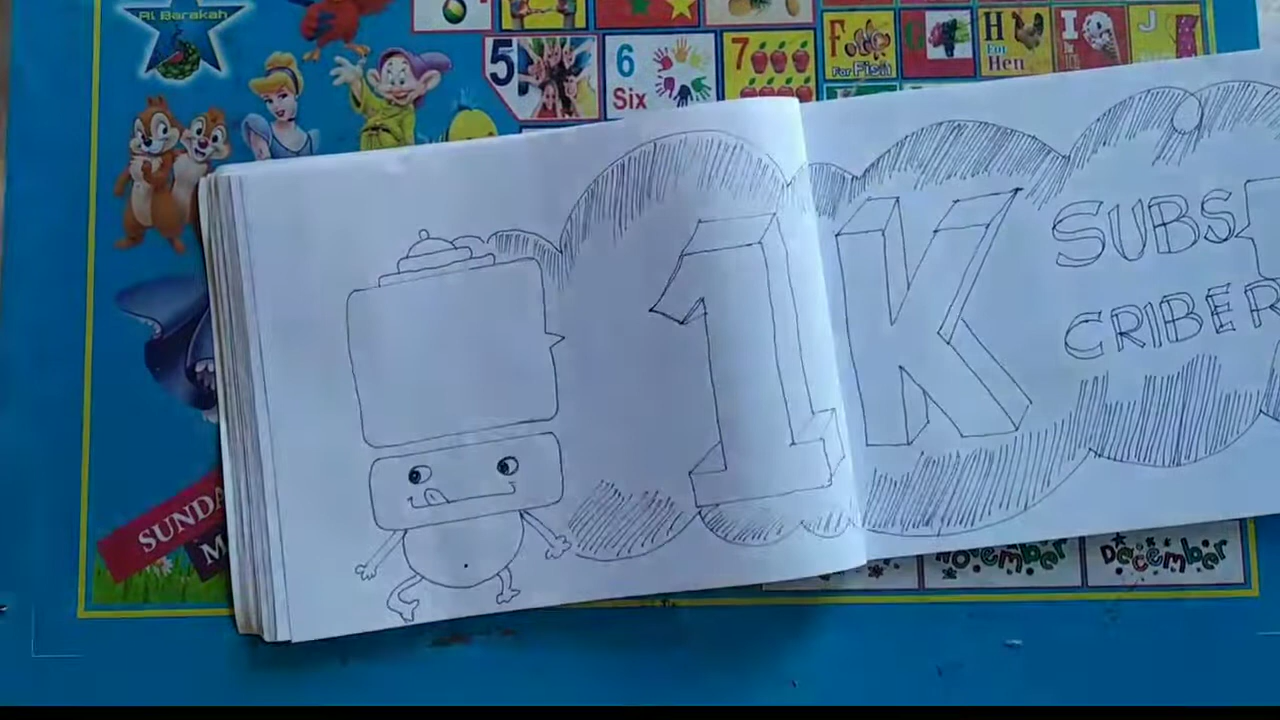 Al Barakah
5
6
Six
7
F
For Fish
G
H
For
Hen
I
J
1K
SUBS
CRIBER
SUNDA
M
November
December